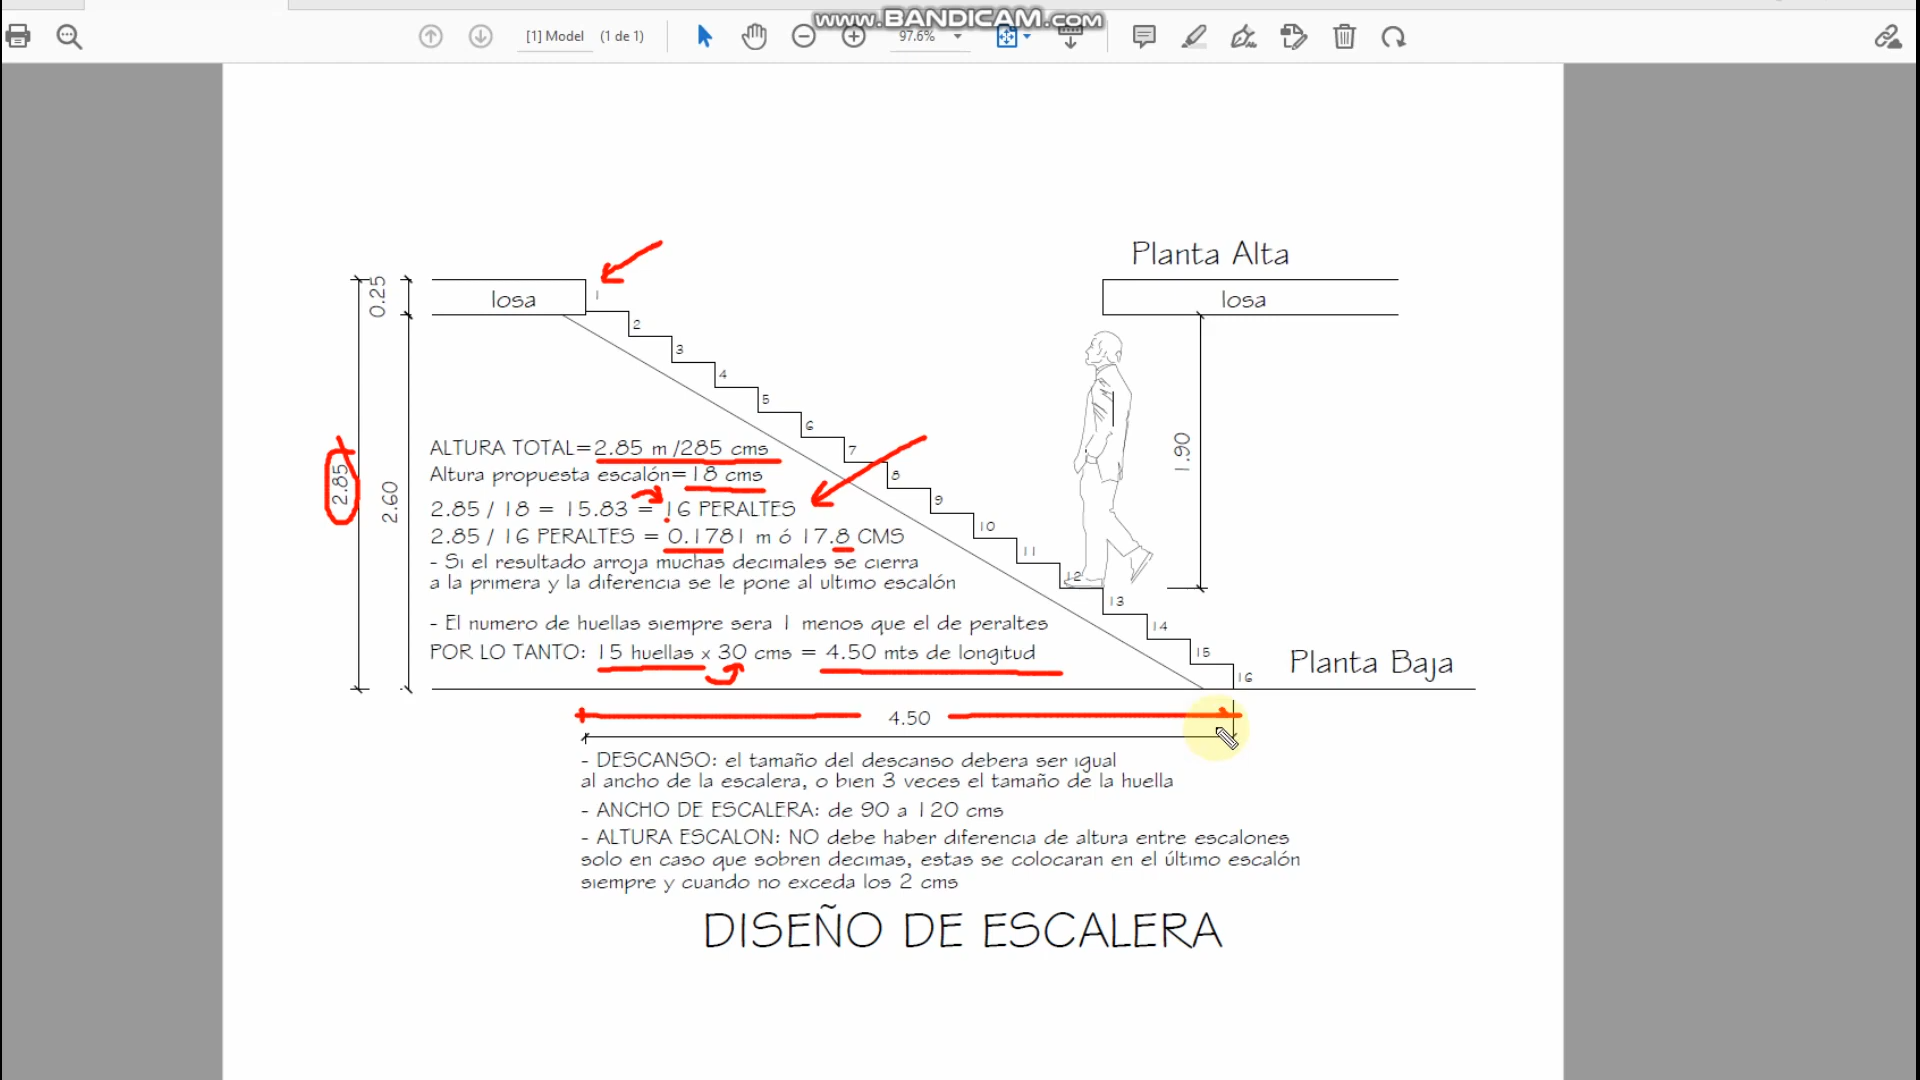 www.BANDICAM.com
[1] Model (1 de 1)
97.6%
Planta Alta
0.25
losa
1
losa
2
3
4
5
6
7
8
9
10
11
12
13
14
15
16
1.90
2.85
2.60
ALTURA TOTAL=2.85 m /285 cms
Altura propuesta escalón=18 cms
2.85 / 18 = 15.83 = 16 PERALTES
2.85 / 16 PERALTES = 0.1781 m ó 17.8 CMS
- Si el resultado arroja muchas decimales se cierra
a la primera y la diferencia se le pone al ultimo escalón
- El numero de huellas siempre sera 1 menos que el de peraltes
POR LO TANTO: 15 huellas x 30 cms = 4.50 mts de longitud
Planta Baja
4.50
- DESCANSO: el tamaño del descanso debera ser igual
al ancho de la escalera, o bien 3 veces el tamaño de la huella
- ANCHO DE ESCALERA: de 90 a 120 cms
- ALTURA ESCALON: NO debe haber diferencia de altura entre escalones
solo en caso que sobren decimas, estas se colocaran en el último escalón
siempre y cuando no exceda los 2 cms
DISEÑO DE ESCALERA